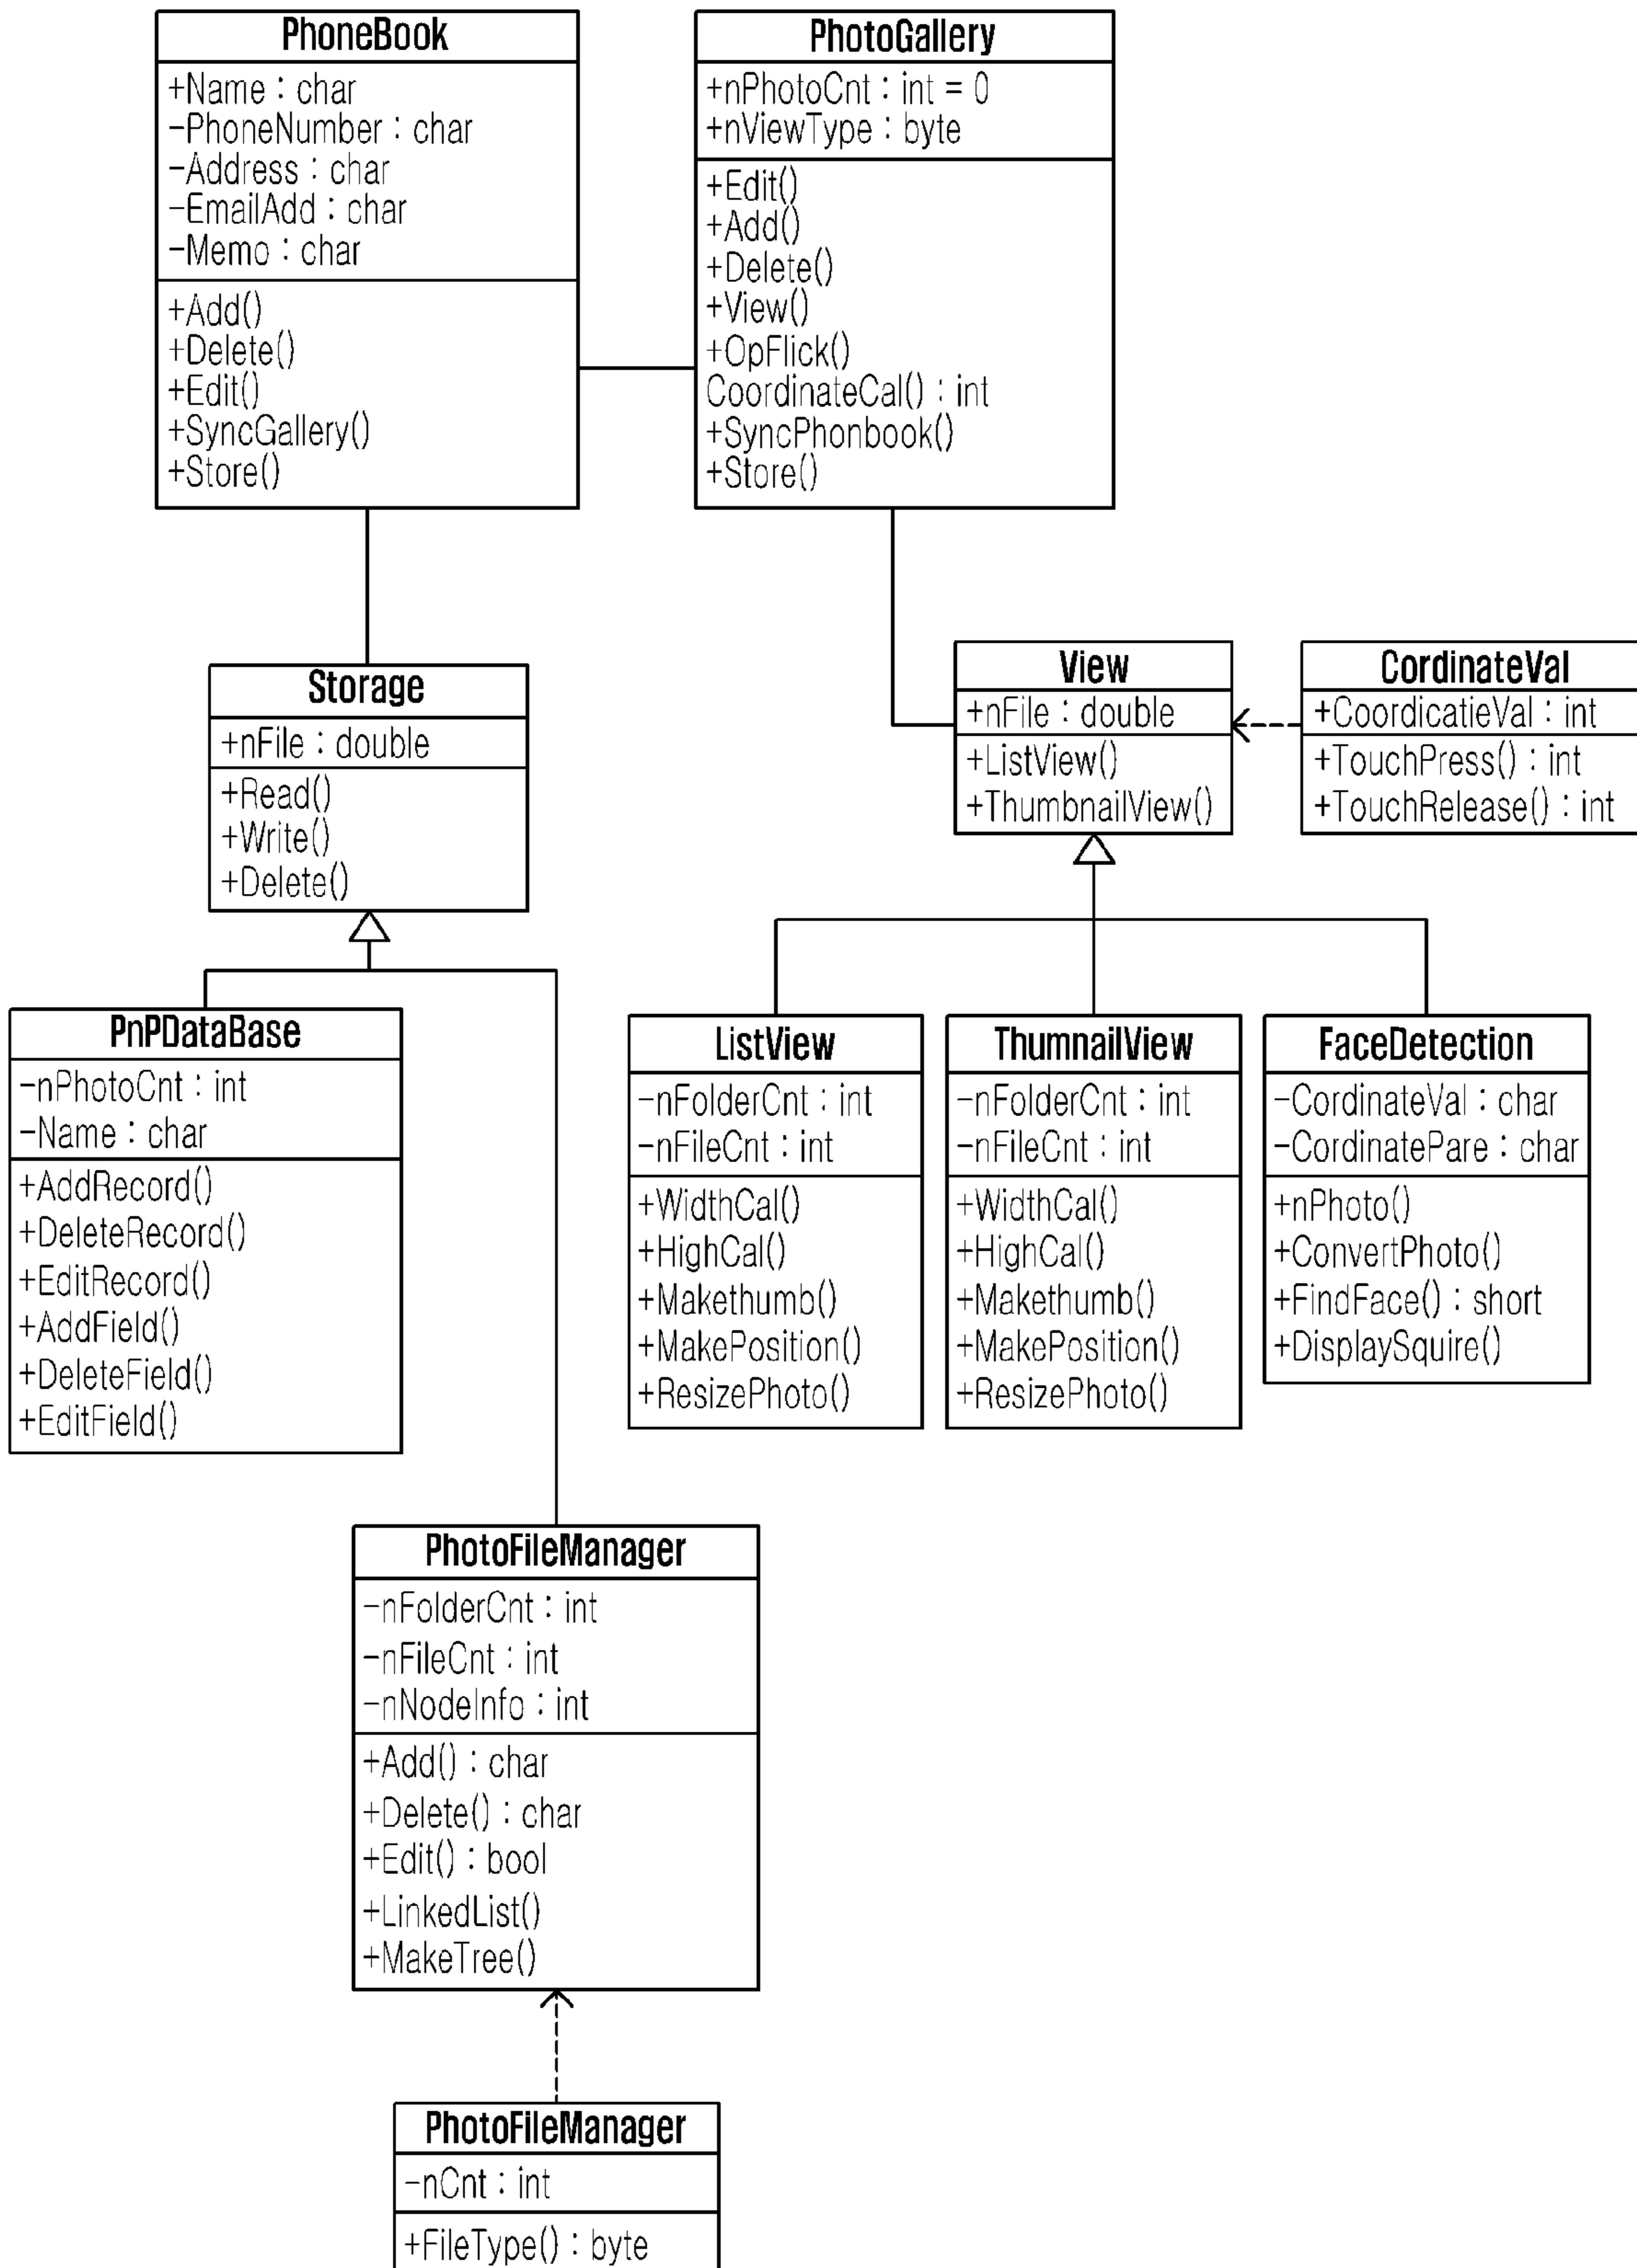 PhoneBook
+Name : char
-PhoneNumber : char
-Address : char
-EmailAdd : char
-Memo : char
+Add()
+Delete()
+Edit()
+SyncGallery()
+Store()
PhotoGallery
+nPhotoCnt : int = 0
+nViewType : byte
+Edit()
+Add()
+Delete()
+View()
+OpFlick()
CoordinateCal() : int
+SyncPhonbook()
+Store()
Storage
+nFile : double
+Read()
+Write()
+Delete()
View
+nFile : double
+ListView()
+ThumbnailView()
CordinateVal
+CoordicatieVal : int
+TouchPress() : int
+TouchRelease() : int
PnPDataBase
-nPhotoCnt : int
-Name : char
+AddRecord()
+DeleteRecord()
+EditRecord()
+AddField()
+DeleteField()
+EditField()
ListView
-nFolderCnt : int
-nFileCnt : int
+WidthCal()
+HighCal()
+Makethumb()
+MakePosition()
+ResizePhoto()
ThumnailView
-nFolderCnt : int
-nFileCnt : int
+WidthCal()
+HighCal()
+Makethumb()
+MakePosition()
+ResizePhoto()
FaceDetection
-CordinateVal : char
-CordinatePare : char
+nPhoto()
+ConvertPhoto()
+FindFace() : short
+DisplaySquire()
PhotoFileManager
-nFolderCnt : int
-nFileCnt : int
-nNodeInfo : int
+Add() : char
+Delete() : char
+Edit() : bool
+LinkedList()
+MakeTree()
PhotoFileManager
-nCnt : int
+FileType() : byte